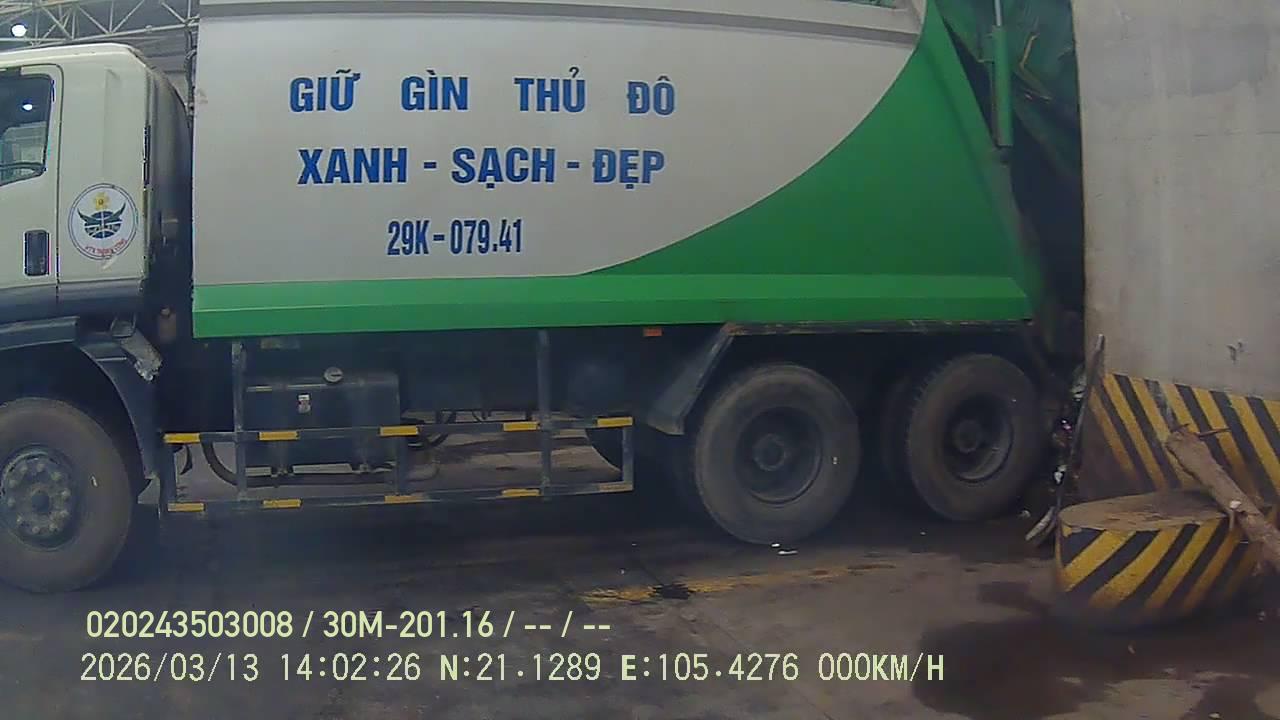 GIỮ GÌN THỦ ĐÔ
XANH - SẠCH - ĐẸP
29K-079.41
020243503008 / 30M-201.16 / -- / --
2026/03/13 14:02:26 N:21.1289 E:105.4276 000KM/H